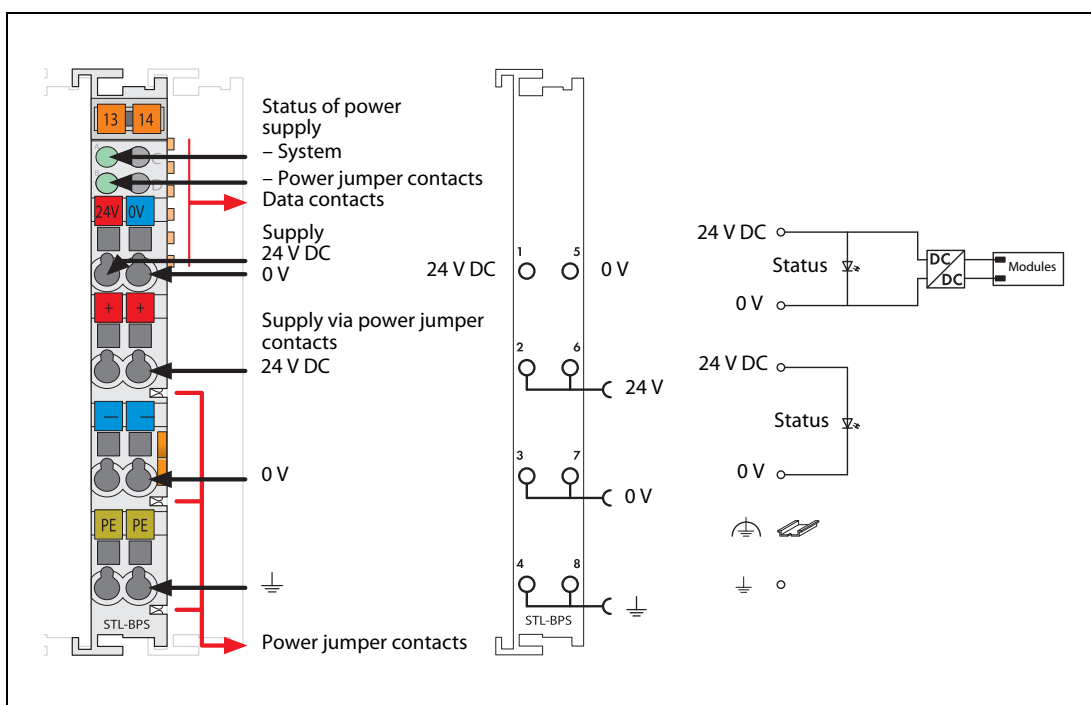 13 14
A C
B D
24V 0V
+ +
— —
PE PE
STL-BPS
Status of power
supply
– System
– Power jumper contacts
Data contacts
Supply
24 V DC
0 V
Supply via power jumper
contacts
24 V DC
0 V
Power jumper contacts
1 5
24 V DC 0 V
2 6
24 V
3 7
0 V
4 8
STL-BPS
24 V DC
Status
0 V
DC
DC
Modules
24 V DC
Status
0 V